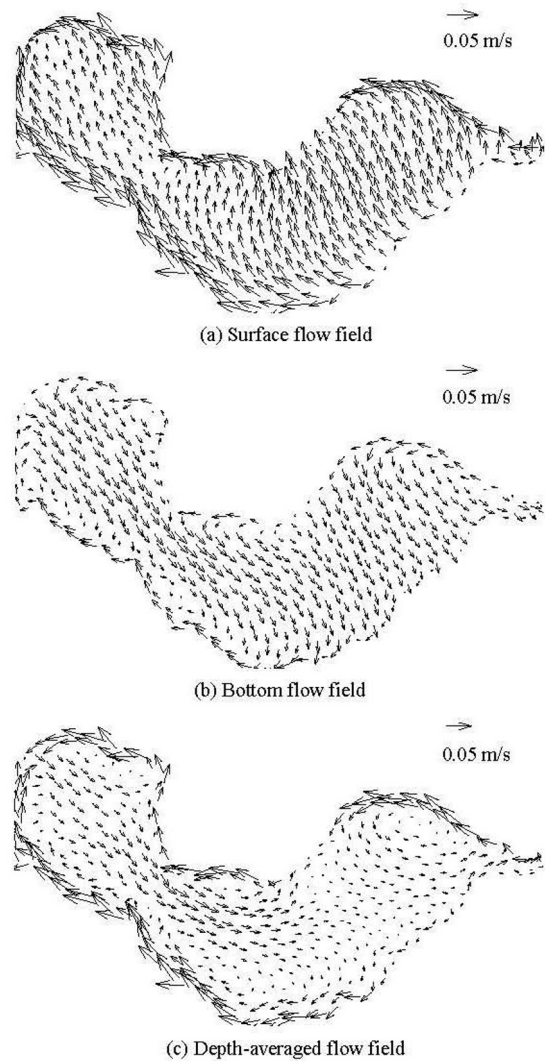 0.05 m/s
(a) Surface flow field
0.05 m/s
(b) Bottom flow field
0.05 m/s
(c) Depth-averaged flow field